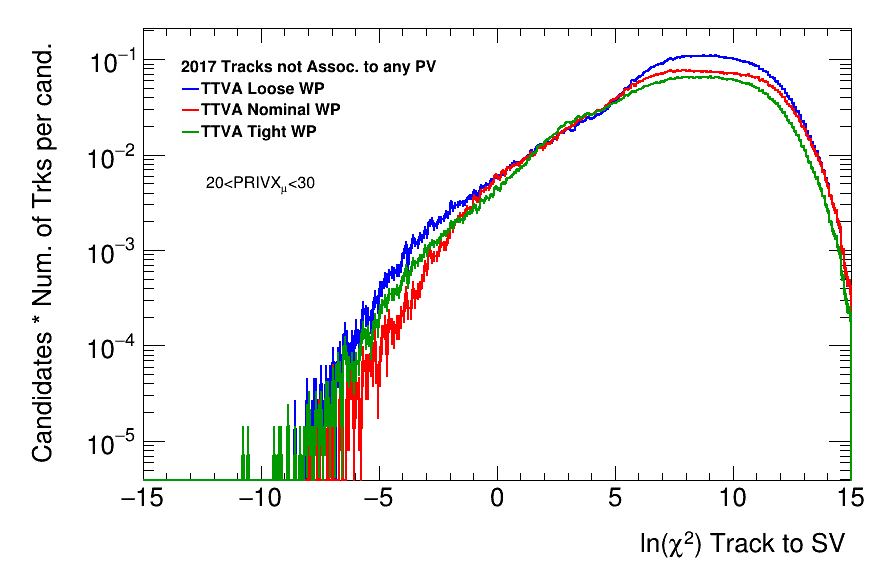 Candidates * Num. of Trks per cand.
10⁻¹
10⁻²
10⁻³
10⁻⁴
10⁻⁵
2017 Tracks not Assoc. to any PV
TTVA Loose WP
TTVA Nominal WP
TTVA Tight WP
20<PRIVX_μ<30
−15 −10 −5 0 5 10 15
ln(χ²) Track to SV